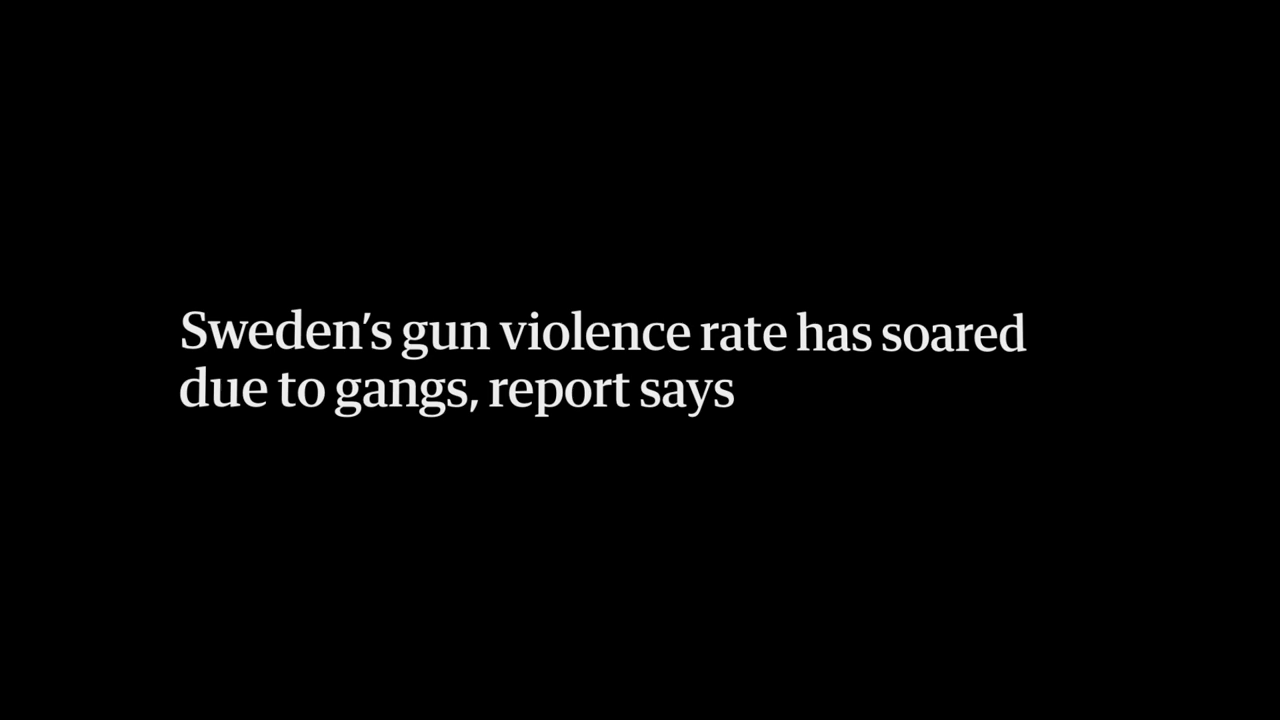 Sweden’s gun violence rate has soared
due to gangs, report says